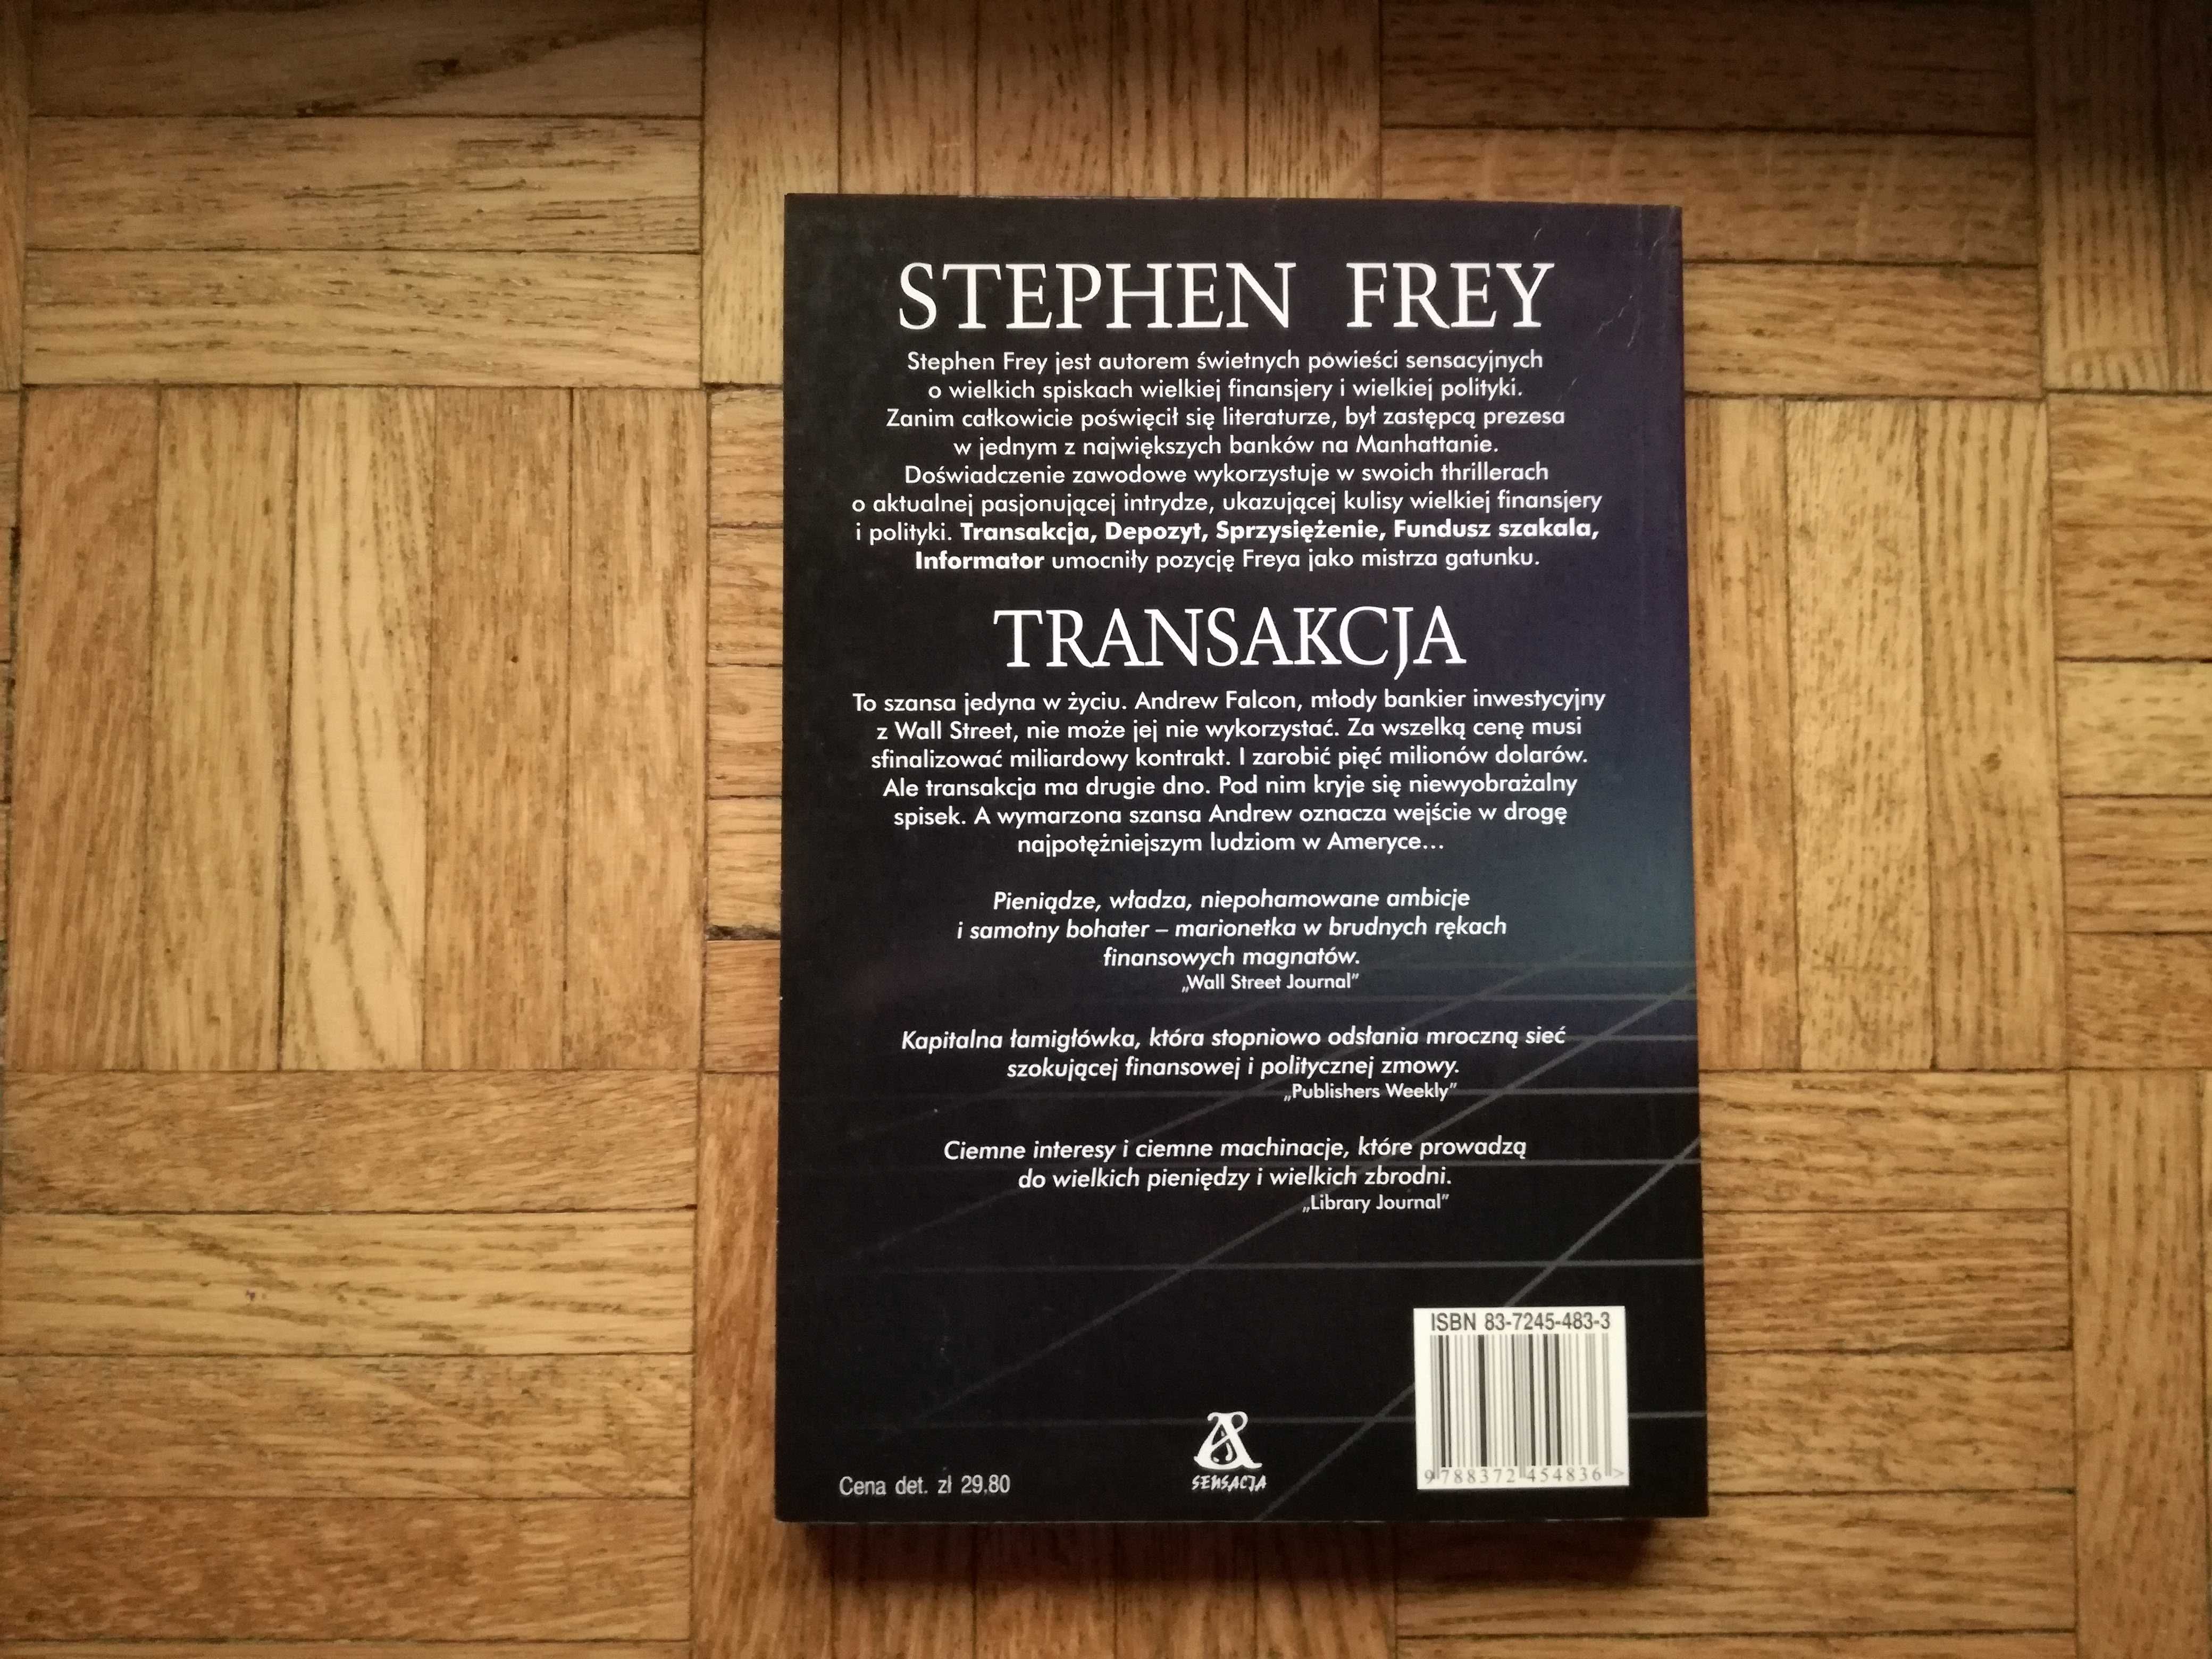 STEPHEN FREY
Stephen Frey jest autorem świetnych powieści sensacyjnych
o wielkich spiskach wielkiej finansjery i wielkiej polityki.
Zanim całkowicie poświęcił się literaturze, był zastępcą prezesa
w jednym z największych banków na Manhattanie.
Doświadczenie zawodowe wykorzystuje w swoich thrillerach
o aktualnej pasjonującej intrydze, ukazującej kulisy wielkiej finansjery
i polityki. Transakcja, Depozyt, Sprzysiężenie, Fundusz szakala,
Informator umocniły pozycję Freya jako mistrza gatunku.
TRANSAKCJA
To szansa jedyna w życiu. Andrew Falcon, młody bankier inwestycyjny
z Wall Street, nie może jej nie wykorzystać. Za wszelką cenę musi
sfinalizować miliardowy kontrakt. I zarobić pięć milionów dolarów.
Ale transakcja ma drugie dno. Pod nim kryje się niewyobrażalny
spisek. A wymarzona szansa Andrew oznacza wejście w drogę
najpotężniejszym ludziom w Ameryce…
Pieniądze, władza, niepohamowane ambicje
i samotny bohater – marionetka w brudnych rękach
finansowych magnatów.
„Wall Street Journal”
Kapitalna łamigłówka, która stopniowo odsłania mroczną sieć
szokującej finansowej i politycznej zmowy.
„Publishers Weekly”
Ciemne interesy i ciemne machinacje, które prowadzą
do wielkich pieniędzy i wielkich zbrodni.
„Library Journal”
ISBN 83-7245-483-3
9 788372 454836 >
A
SENSACJA
Cena det. zł 29,80